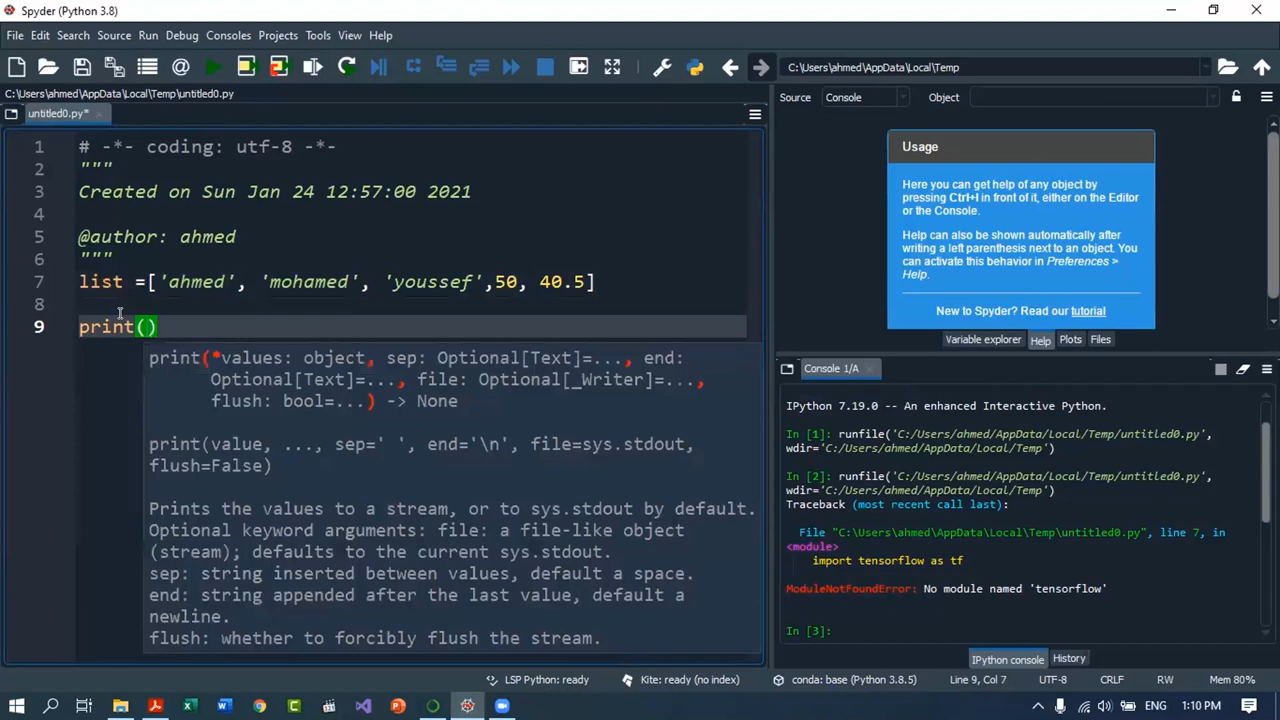 Spyder (Python 3.8)
File Edit Search Source Run Debug Consoles Projects Tools View Help
C:\Users\ahmed\AppData\Local\Temp
C:\Users\ahmed\AppData\Local\Temp\untitled0.py
untitled0.py*
Source Console Object
1 # -*- coding: utf-8 -*-
2 """
3 Created on Sun Jan 24 12:57:00 2021
4
5 @author: ahmed
6 """
7 list =['ahmed', 'mohamed', 'youssef',50, 40.5]
8
9 print()
print(*values: object, sep: Optional[Text]=..., end:
Optional[Text]=..., file: Optional[_Writer]=...,
flush: bool=...) -> None
print(value, ..., sep=' ', end='\n', file=sys.stdout,
flush=False)
Prints the values to a stream, or to sys.stdout by default.
Optional keyword arguments: file: a file-like object
(stream); defaults to the current sys.stdout.
sep: string inserted between values, default a space.
end: string appended after the last value, default a
newline.
flush: whether to forcibly flush the stream.
Usage
Here you can get help of any object by
pressing Ctrl+I in front of it, either on the Editor
or the Console.
Help can also be shown automatically after
writing a left parenthesis next to an object. You
can activate this behavior in Preferences >
Help.
New to Spyder? Read our tutorial
Variable explorer Help Plots Files
Console 1/A
IPython 7.19.0 -- An enhanced Interactive Python.
In [1]: runfile('C:/Users/ahmed/AppData/Local/Temp/untitled0.py',
wdir='C:/Users/ahmed/AppData/Local/Temp')
In [2]: runfile('C:/Users/ahmed/AppData/Local/Temp/untitled0.py',
wdir='C:/Users/ahmed/AppData/Local/Temp')
Traceback (most recent call last):
File "C:\Users\ahmed\AppData\Local\Temp\untitled0.py", line 7, in
<module>
import tensorflow as tf
ModuleNotFoundError: No module named 'tensorflow'
In [3]:
IPython console History
LSP Python: ready Kite: ready (no index) conda: base (Python 3.8.5) Line 9, Col 7 UTF-8 CRLF RW Mem 80%
ENG 1:10 PM